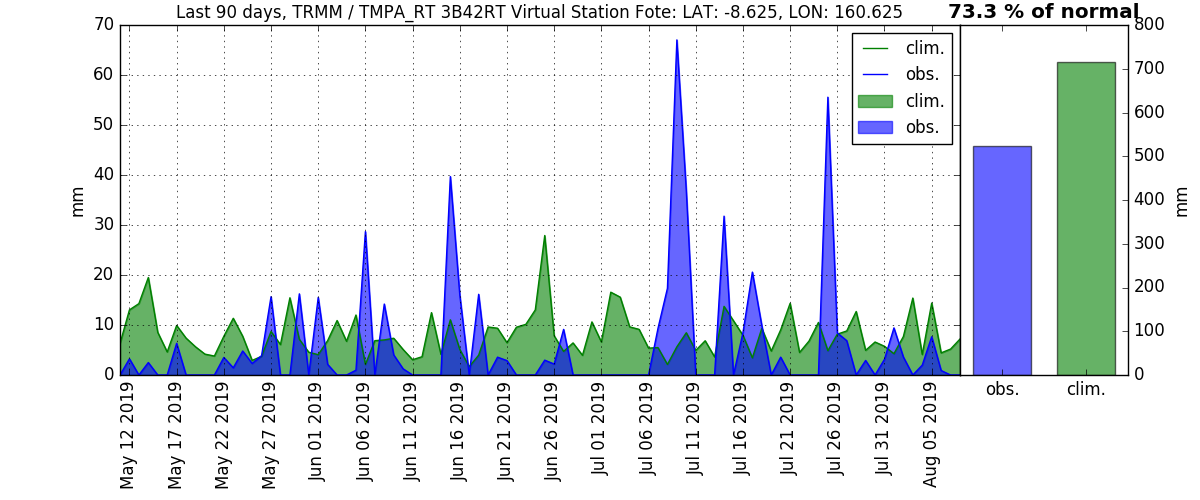 Last 90 days, TRMM / TMPA_RT 3B42RT Virtual Station Fote: LAT: -8.625, LON: 160.625
73.3 % of normal
70
60
50
40
30
20
10
0
mm
clim.
obs.
clim.
obs.
800
700
600
500
400
300
200
100
0
mm
May 12 2019
May 17 2019
May 22 2019
May 27 2019
Jun 01 2019
Jun 06 2019
Jun 11 2019
Jun 16 2019
Jun 21 2019
Jun 26 2019
Jul 01 2019
Jul 06 2019
Jul 11 2019
Jul 16 2019
Jul 21 2019
Jul 26 2019
Jul 31 2019
Aug 05 2019
obs.
clim.